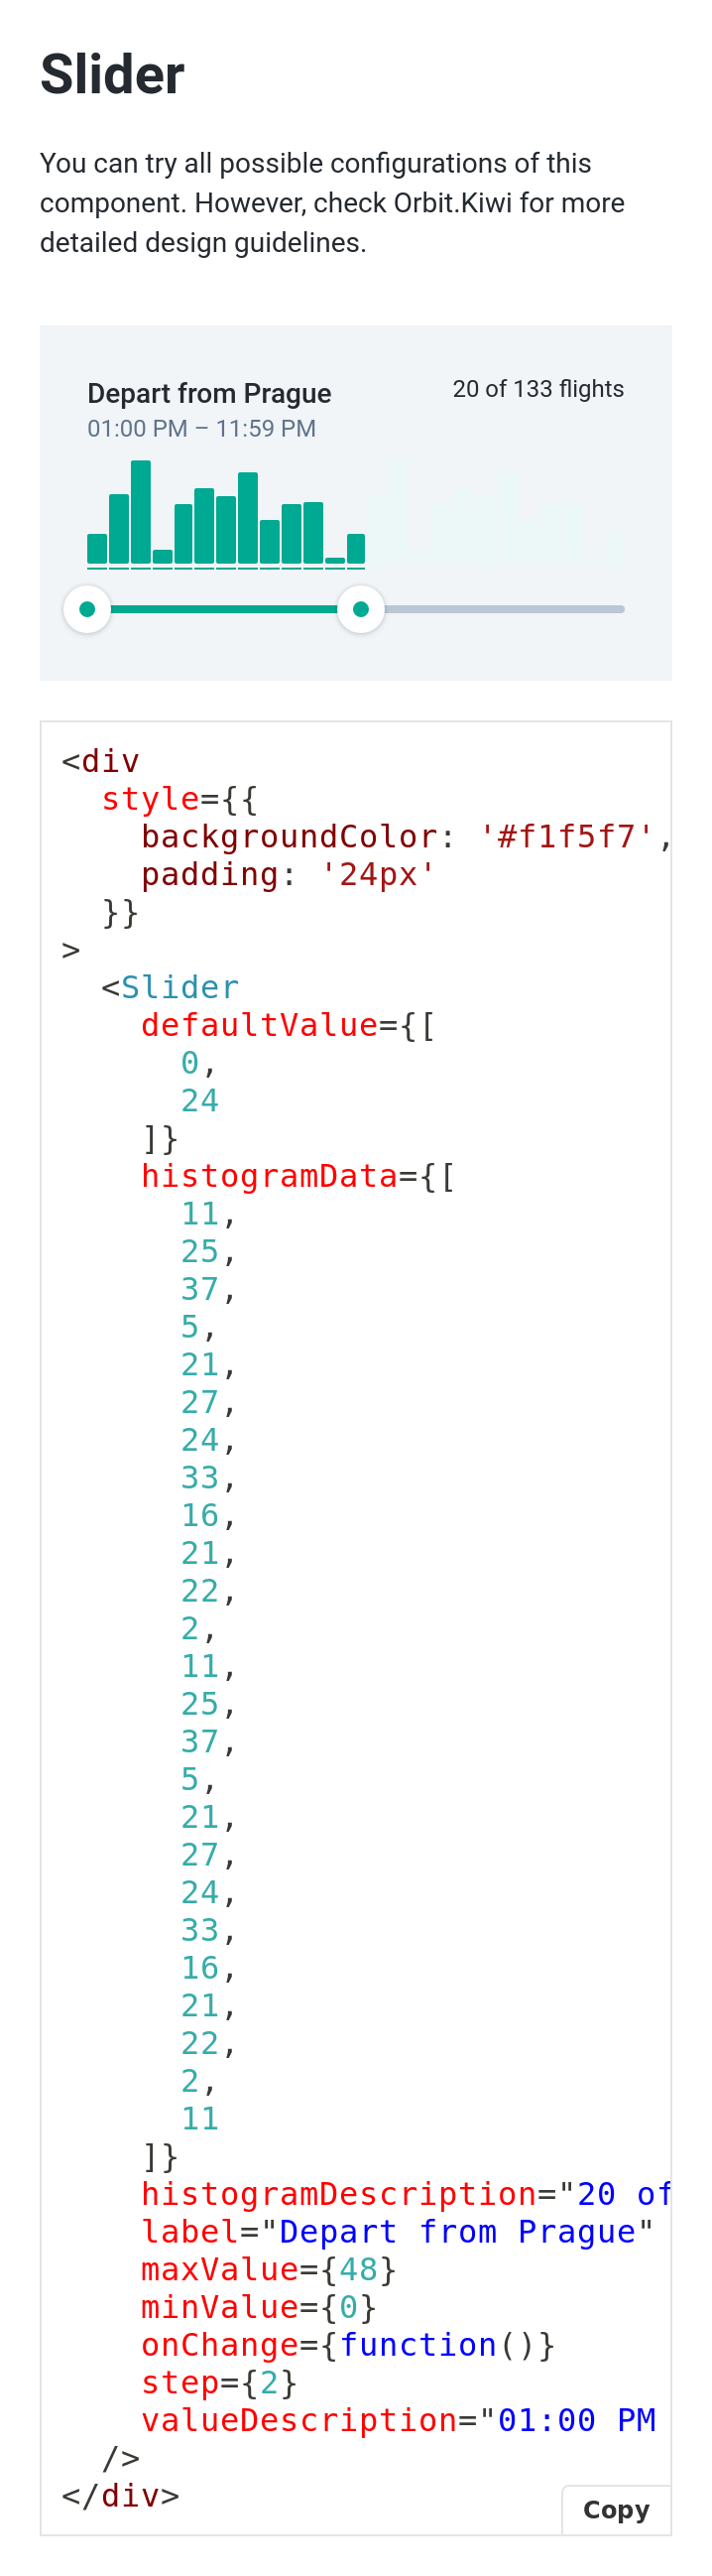 Slider
You can try all possible configurations of this
component. However, check Orbit.Kiwi for more
detailed design guidelines.
Depart from Prague
20 of 133 flights
01:00 PM – 11:59 PM
<div
  style={{
    backgroundColor: '#f1f5f7',
    padding: '24px'
  }}
>
  <Slider
    defaultValue={[
      0,
      24
    ]}
    histogramData={[
      11,
      25,
      37,
      5,
      21,
      27,
      24,
      33,
      16,
      21,
      22,
      2,
      11,
      25,
      37,
      5,
      21,
      27,
      24,
      33,
      16,
      21,
      22,
      2,
      11
    ]}
    histogramDescription="20 of
    label="Depart from Prague"
    maxValue={48}
    minValue={0}
    onChange={function()}
    step={2}
    valueDescription="01:00 PM
  />
</div>
Copy